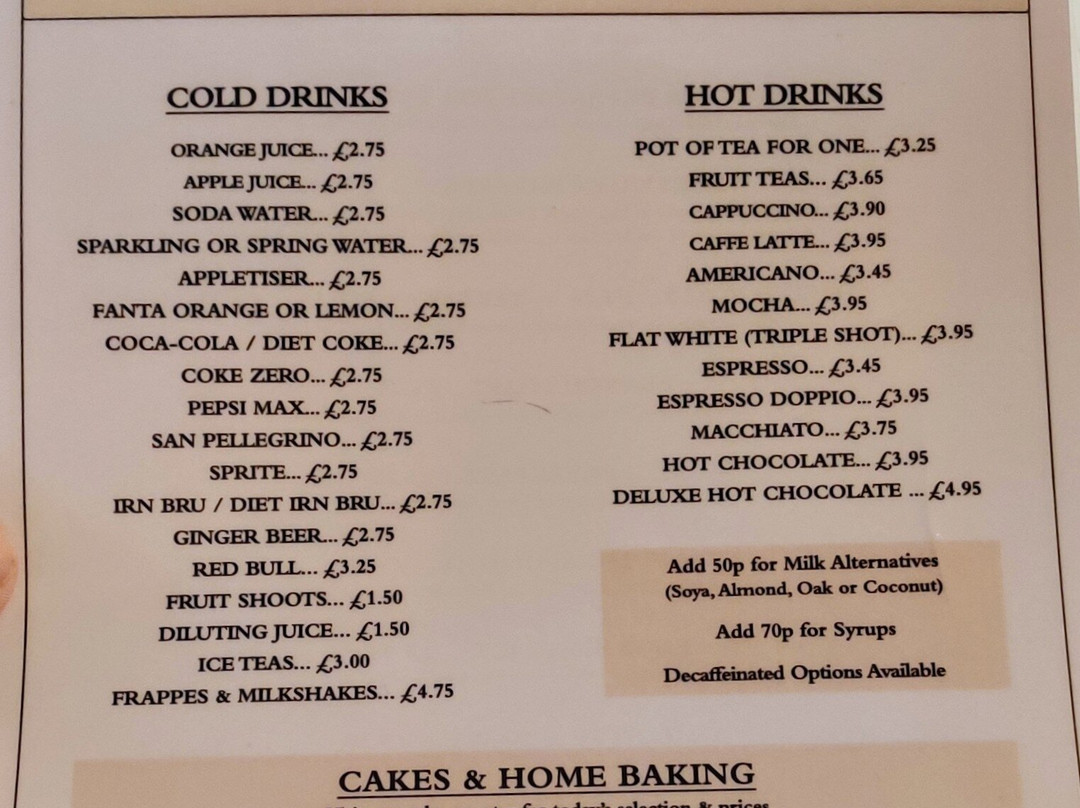 COLD DRINKS
ORANGE JUICE... £2.75
APPLE JUICE... £2.75
SODA WATER... £2.75
SPARKLING OR SPRING WATER... £2.75
APPLETISER... £2.75
FANTA ORANGE OR LEMON... £2.75
COCA-COLA / DIET COKE... £2.75
COKE ZERO... £2.75
PEPSI MAX... £2.75
SAN PELLEGRINO... £2.75
SPRITE... £2.75
IRN BRU / DIET IRN BRU... £2.75
GINGER BEER... £2.75
RED BULL... £3.25
FRUIT SHOOTS... £1.50
DILUTING JUICE... £1.50
ICE TEAS... £3.00
FRAPPES & MILKSHAKES... £4.75
HOT DRINKS
POT OF TEA FOR ONE... £3.25
FRUIT TEAS... £3.65
CAPPUCCINO... £3.90
CAFFE LATTE... £3.95
AMERICANO... £3.45
MOCHA... £3.95
FLAT WHITE (TRIPLE SHOT)... £3.95
ESPRESSO... £3.45
ESPRESSO DOPPIO... £3.95
MACCHIATO... £3.75
HOT CHOCOLATE... £3.95
DELUXE HOT CHOCOLATE ... £4.95
Add 50p for Milk Alternatives
(Soya, Almond, Oak or Coconut)
Add 70p for Syrups
Decaffeinated Options Available
CAKES & HOME BAKING
for today's selection & prices